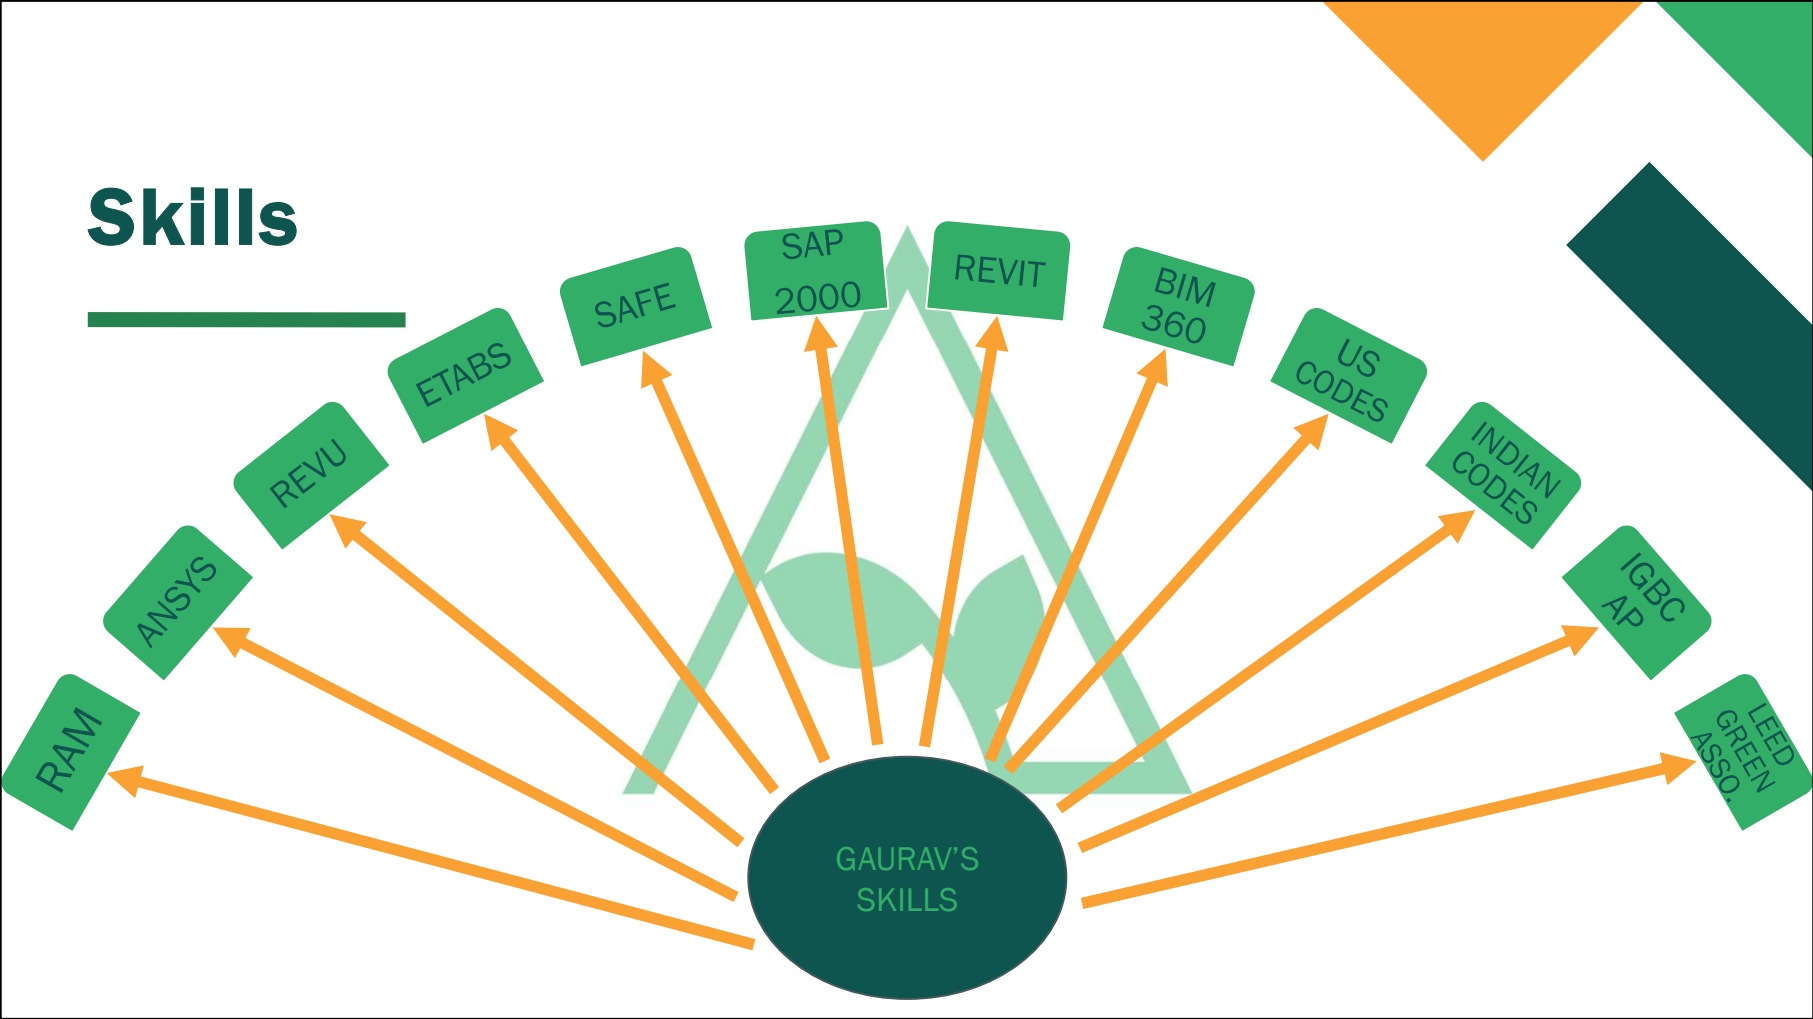 Skills
RAM
ANSYS
REVU
ETABS
SAFE
SAP
2000
REVIT
BIM
360
US
CODES
INDIAN
CODES
IGBC
AP
LEED
GREEN
ASSO.
GAURAV’S
SKILLS